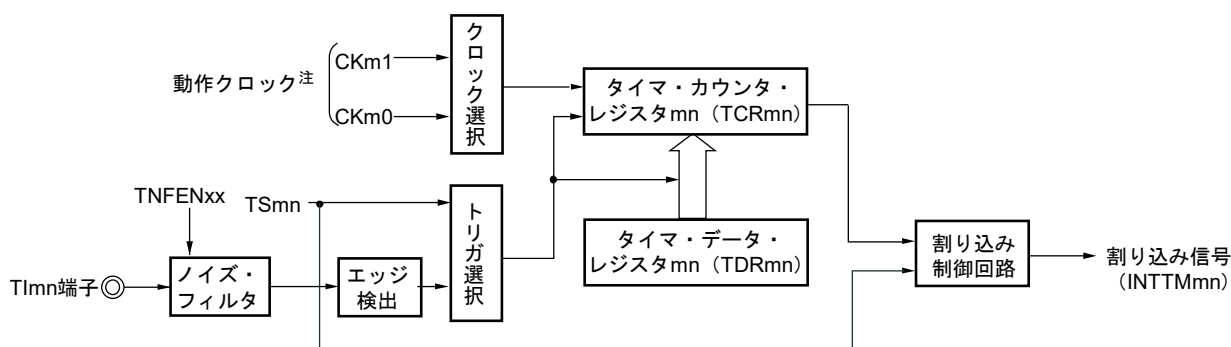 動作クロック注
CKm1
CKm0
クロック選択
タイマ・カウンタ・
レジスタmn（TCRmn）
TNFENxx
TSmn
TImn端子
ノイズ・
フィルタ
エッジ
検出
トリガ選択
タイマ・データ・
レジスタmn（TDRmn）
割り込み
制御回路
割り込み信号
（INTTMmn）